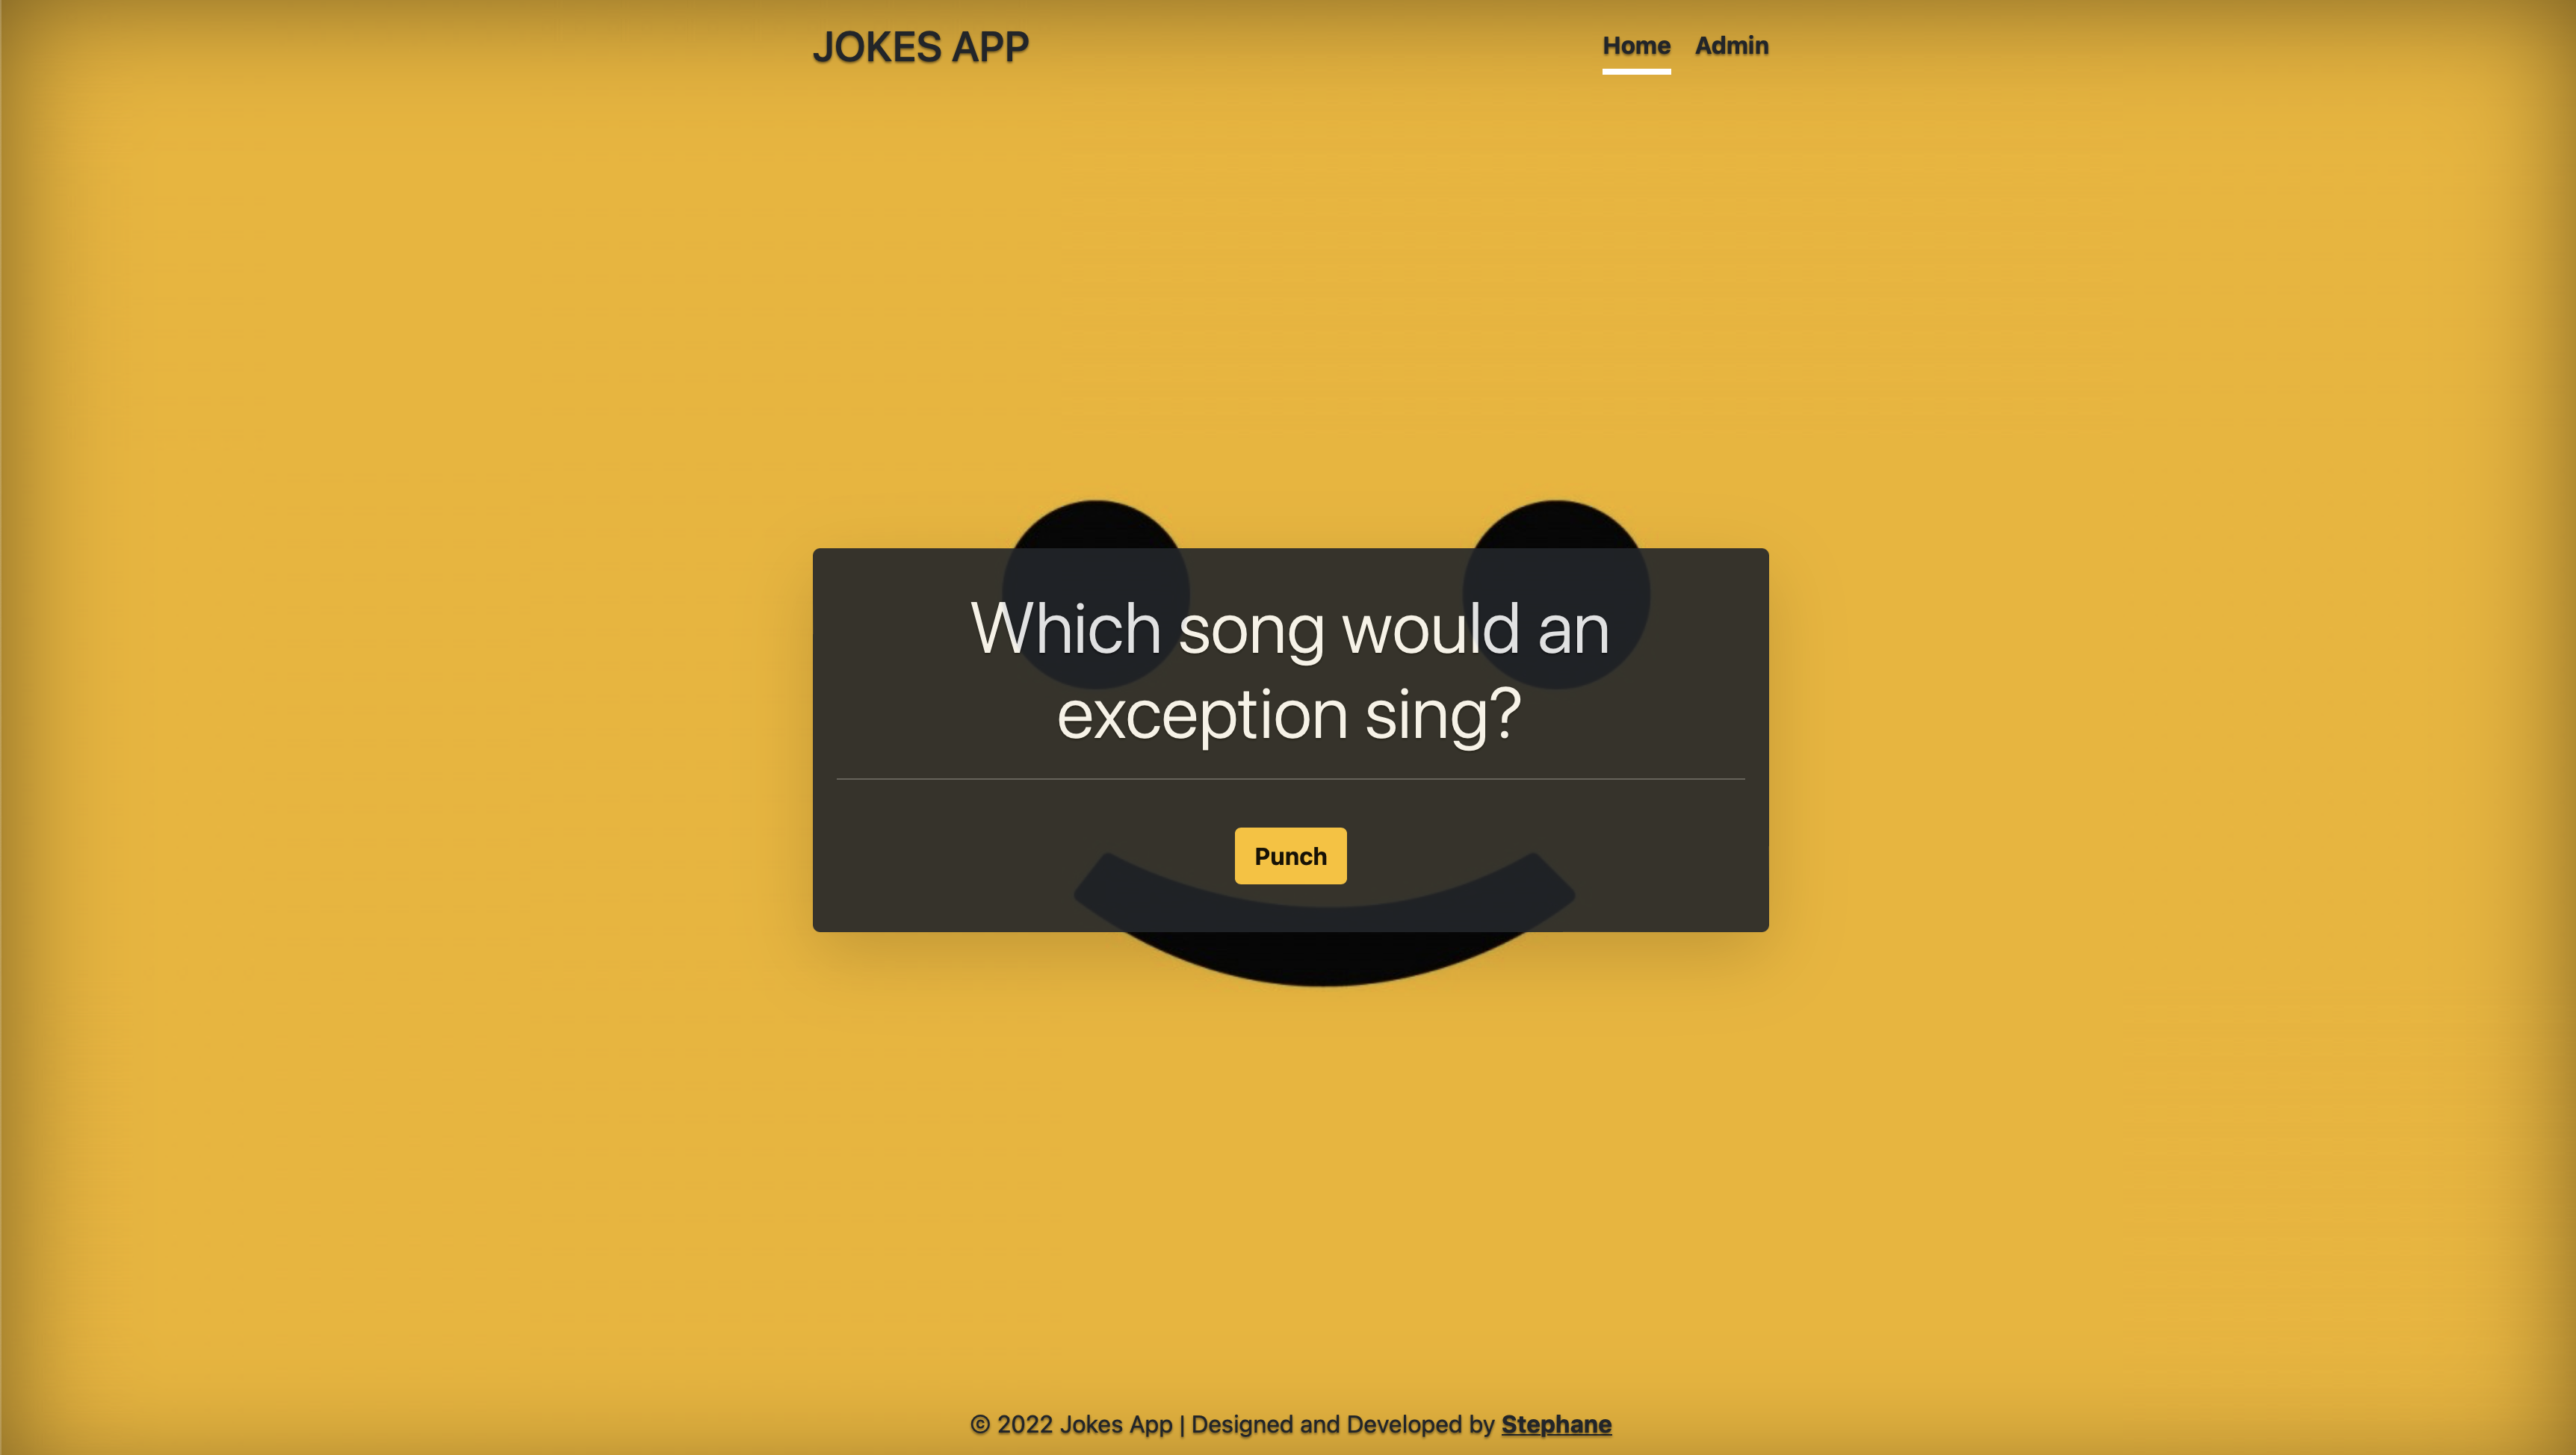 JOKES APP
Home Admin
Which song would an
exception sing?
Punch
© 2022 Jokes App | Designed and Developed by Stephane